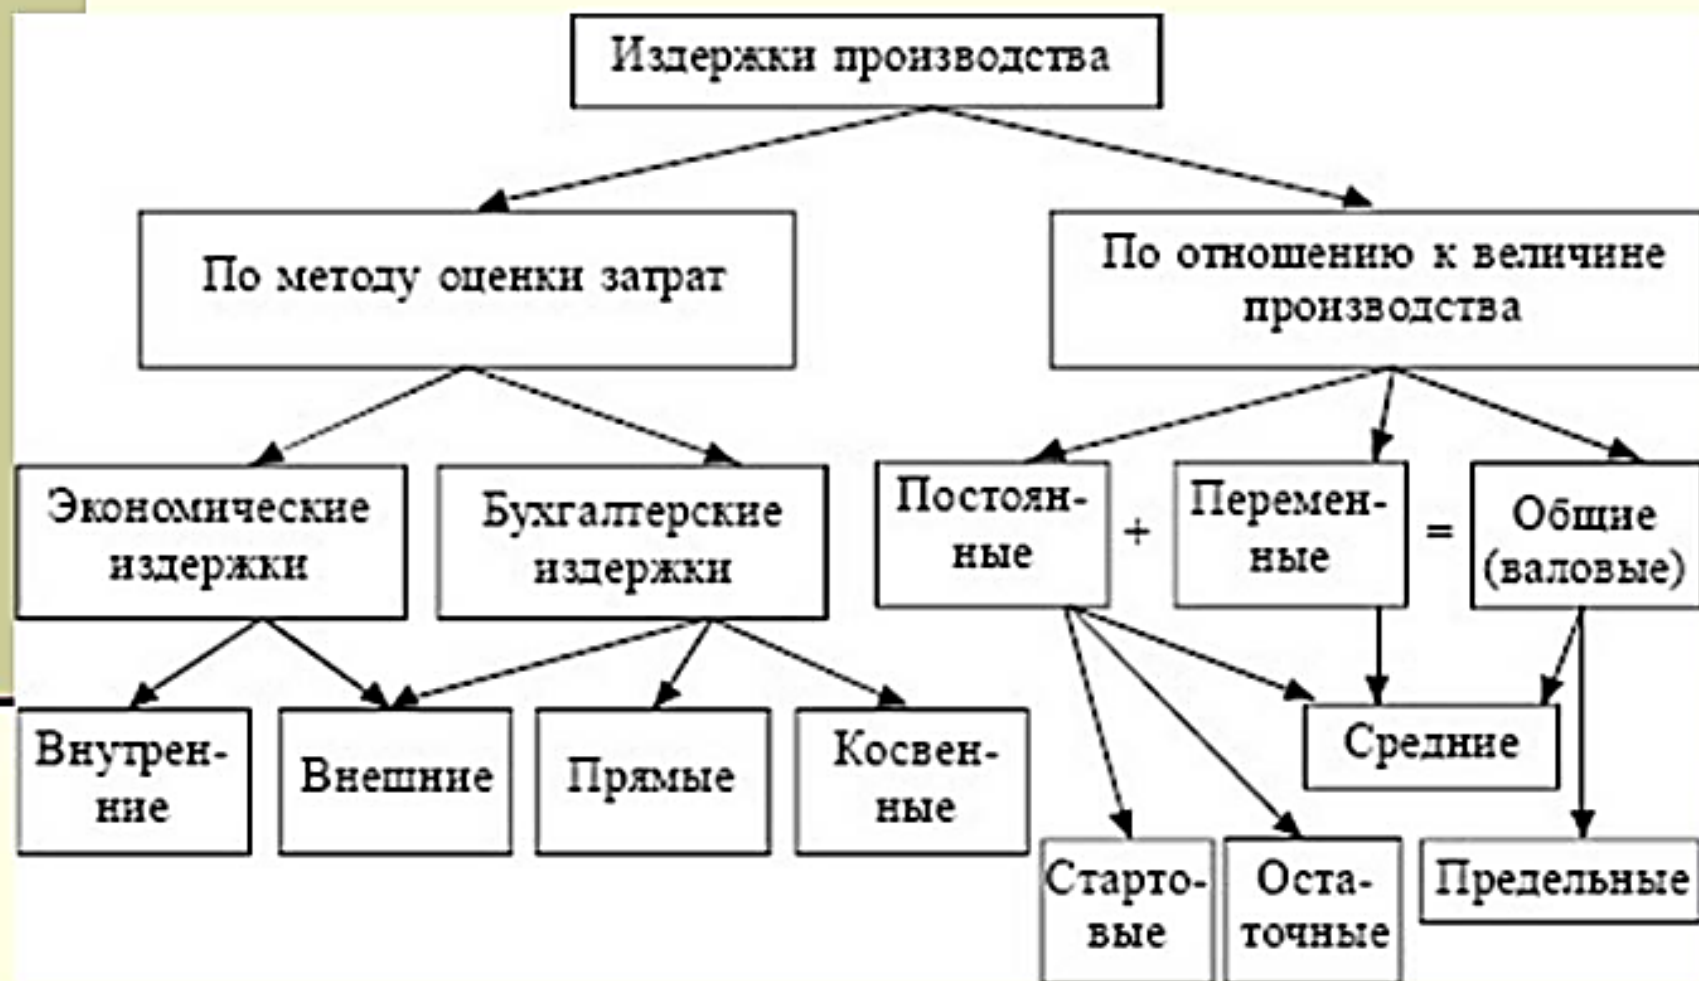 Издержки производства
По методу оценки затрат
По отношению к величине
производства
Экономические
издержки
Бухгалтерские
издержки
Постоян-
ные
+
Перемен-
ные
=
Общие
(валовые)
Внутрен-
ние
Внешние
Прямые
Косвен-
ные
Средние
Старто-
вые
Оста-
точные
Предельные